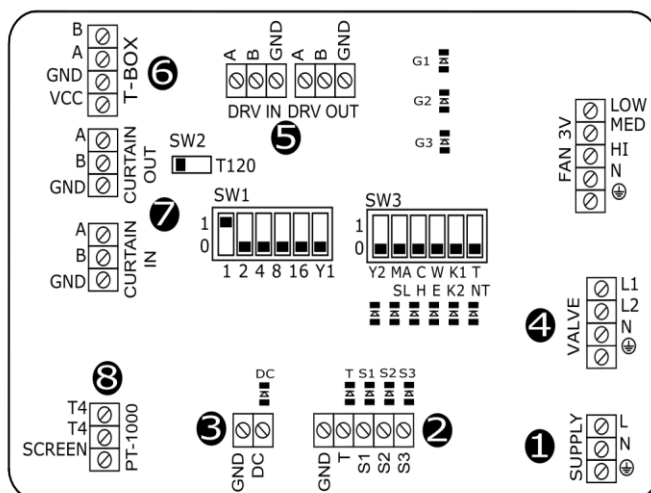 B
A
GND
VCC
T-BOX
6
A
B
GND
A
B
GND
DRV IN DRV OUT
5
G1
G2
G3
LOW
MED
HI
N
FAN 3V
A
B
GND
CURTAIN
OUT
SW2
T120
7
A
B
GND
CURTAIN
IN
SW1
1
0
1 2 4 8 16 Y1
SW3
1
0
Y2 MA C W K1 T
SL H E K2 NT
4
L1
L2
N
VALVE
8
T4
T4
SCREEN
PT-1000
3
DC
GND
DC
T S1 S2 S3
2
GND
T
S1
S2
S3
1
L
N
SUPPLY